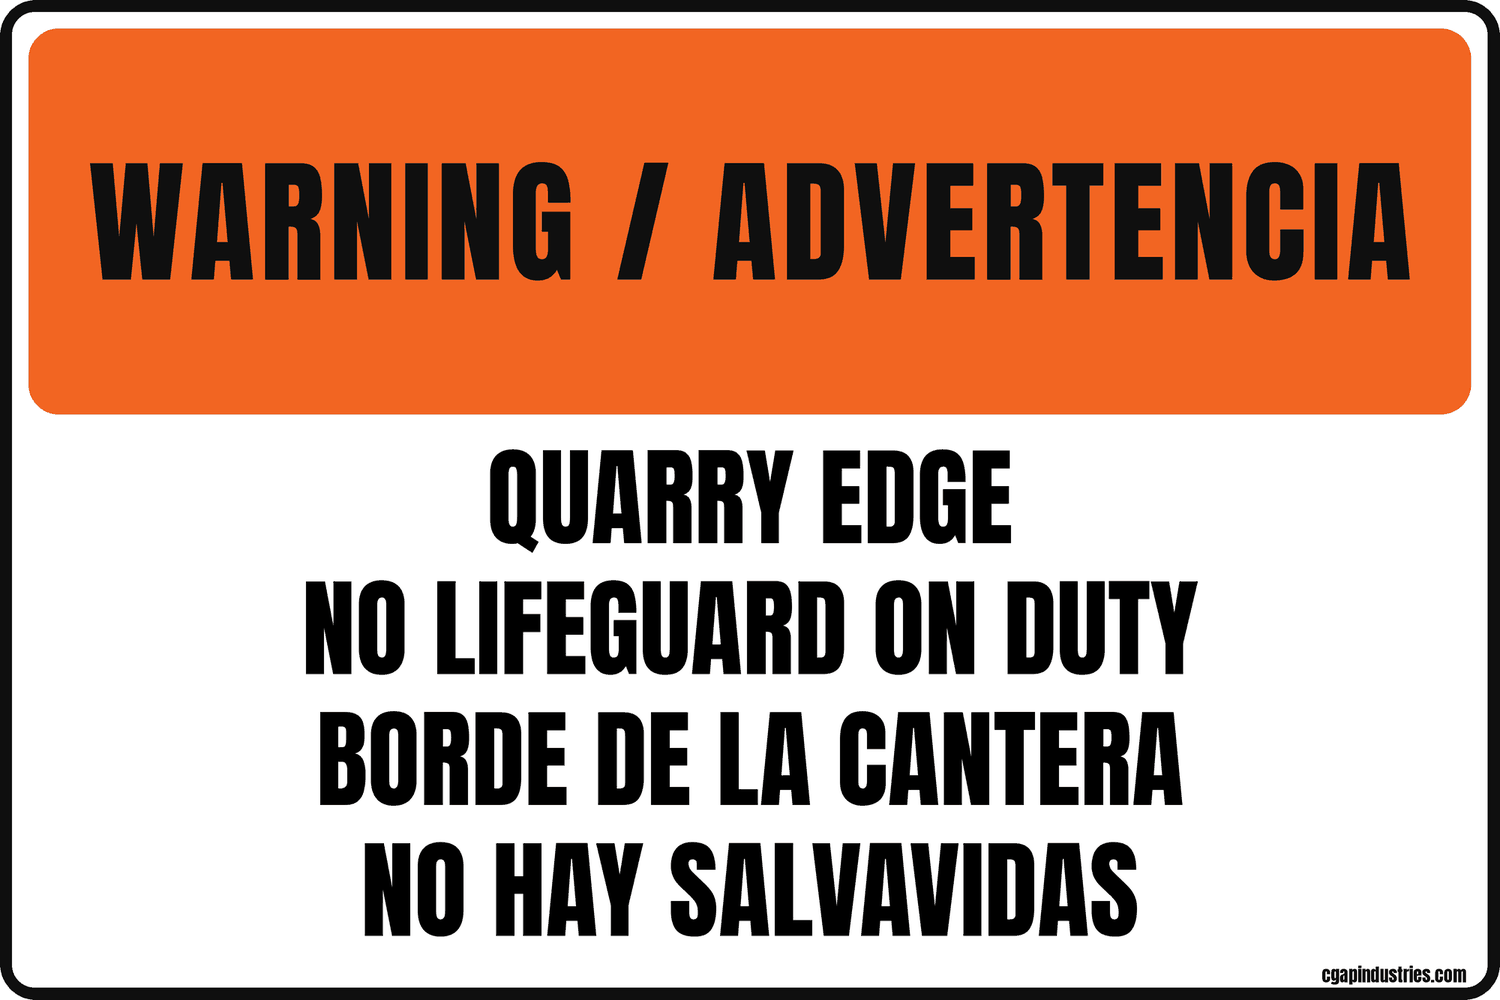 WARNING / ADVERTENCIA
QUARRY EDGE
NO LIFEGUARD ON DUTY
BORDE DE LA CANTERA
NO HAY SALVAVIDAS
cgapindustries.com